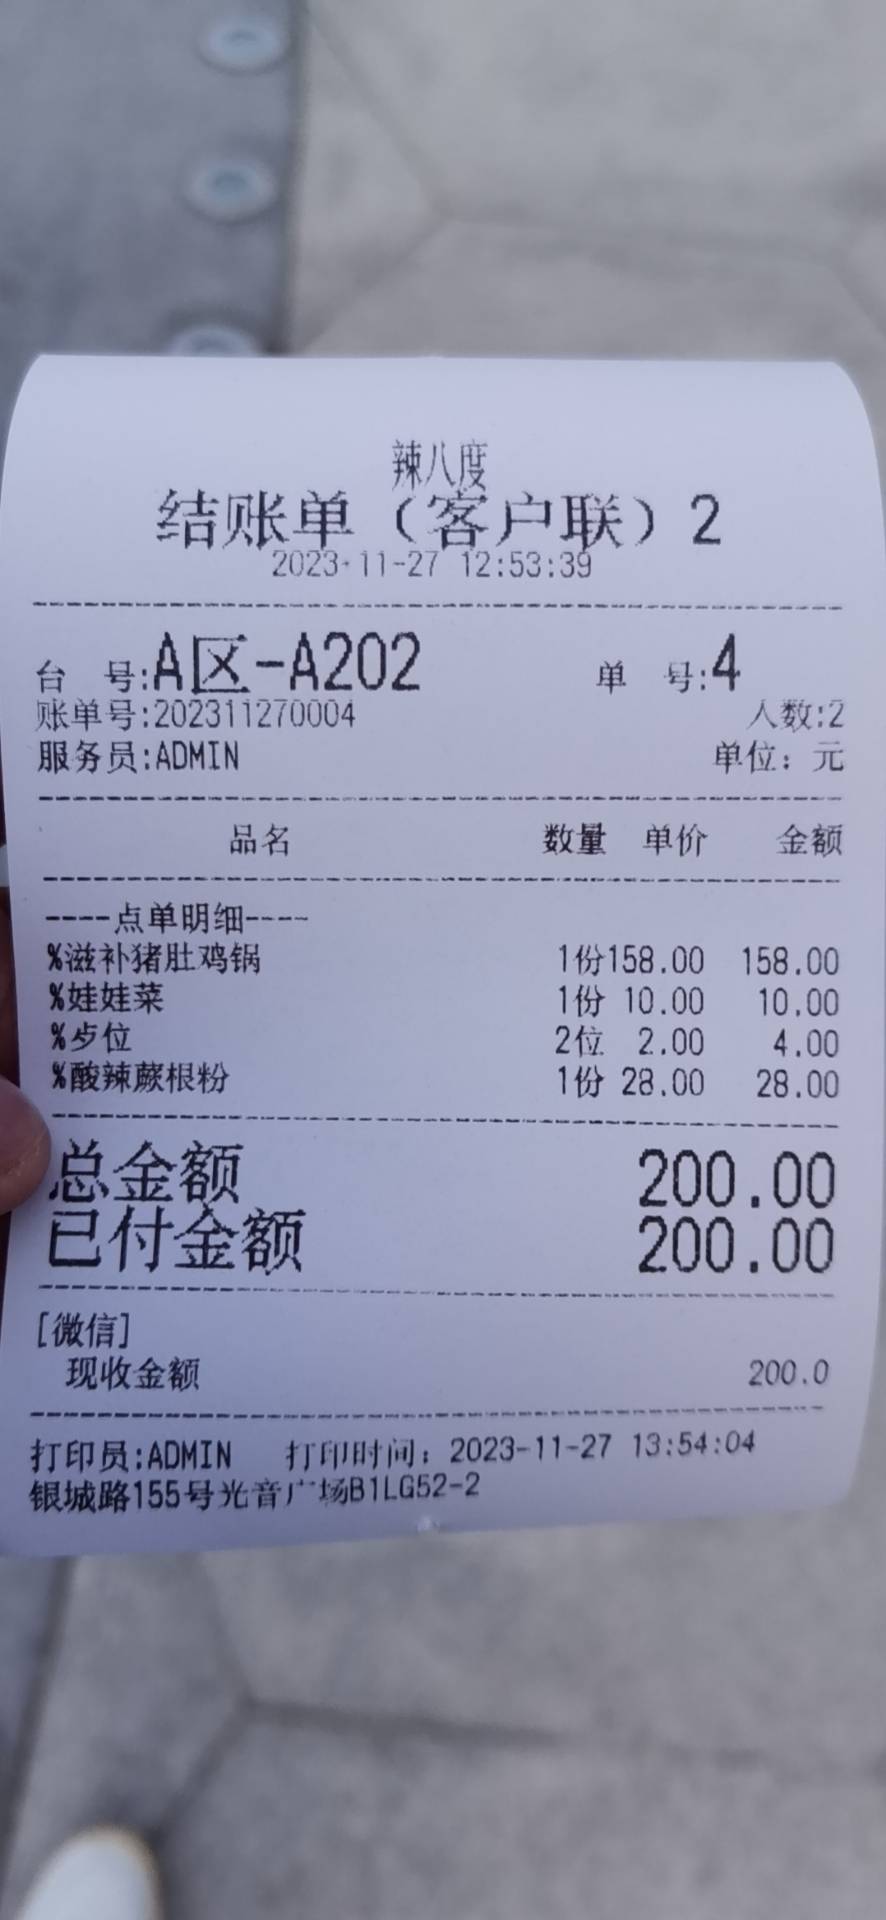 辣八度
结账单（客户联）2
2023-11-27 12:53:39
台 号:A区-A202 单 号:4
账单号:202311270004 人数:2
服务员:ADMIN 单位：元
品名 数量 单价 金额
----点单明细----
%滋补猪肚鸡锅 1份158.00 158.00
%娃娃菜 1份 10.00 10.00
%歺位 2位 2.00 4.00
%酸辣蕨根粉 1份 28.00 28.00
总金额 200.00
已付金额 200.00
[微信]
现收金额 200.0
打印员:ADMIN 打印时间：2023-11-27 13:54:04
银城路155号光音广场B1LG52-2